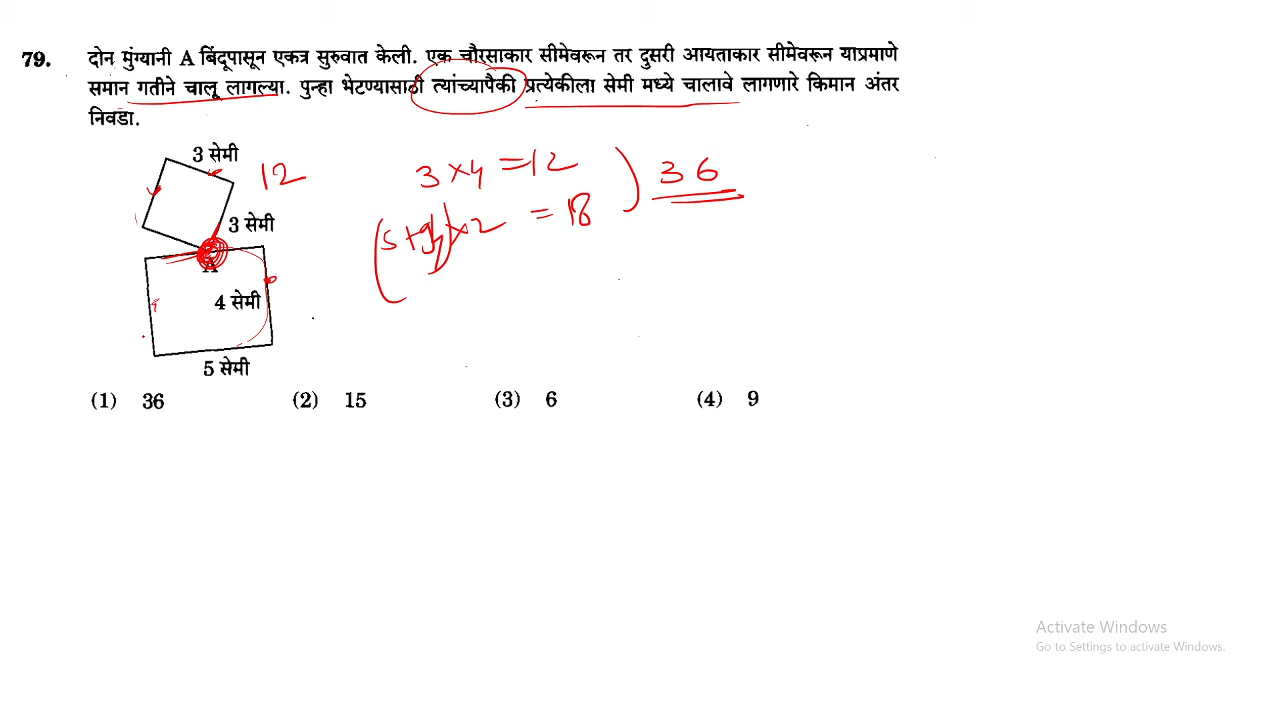 79. दोन मुंग्यानी A बिंदूपासून एकत्र सुरुवात केली. एक चौरसाकार सीमेवरून तर दुसरी आयताकार सीमेवरून याप्रमाणे
समान गतीने चालू लागल्या. पुन्हा भेटण्यासाठी त्यांच्यापैकी प्रत्येकीला सेमी मध्ये चालावे लागणारे किमान अंतर
निवडा.
3 सेमी
12
3 × 4 = 12
36
3 सेमी
= 18
A
4 सेमी
5 सेमी
(1) 36 (2) 15 (3) 6 (4) 9
Activate Windows
Go to Settings to activate Windows.